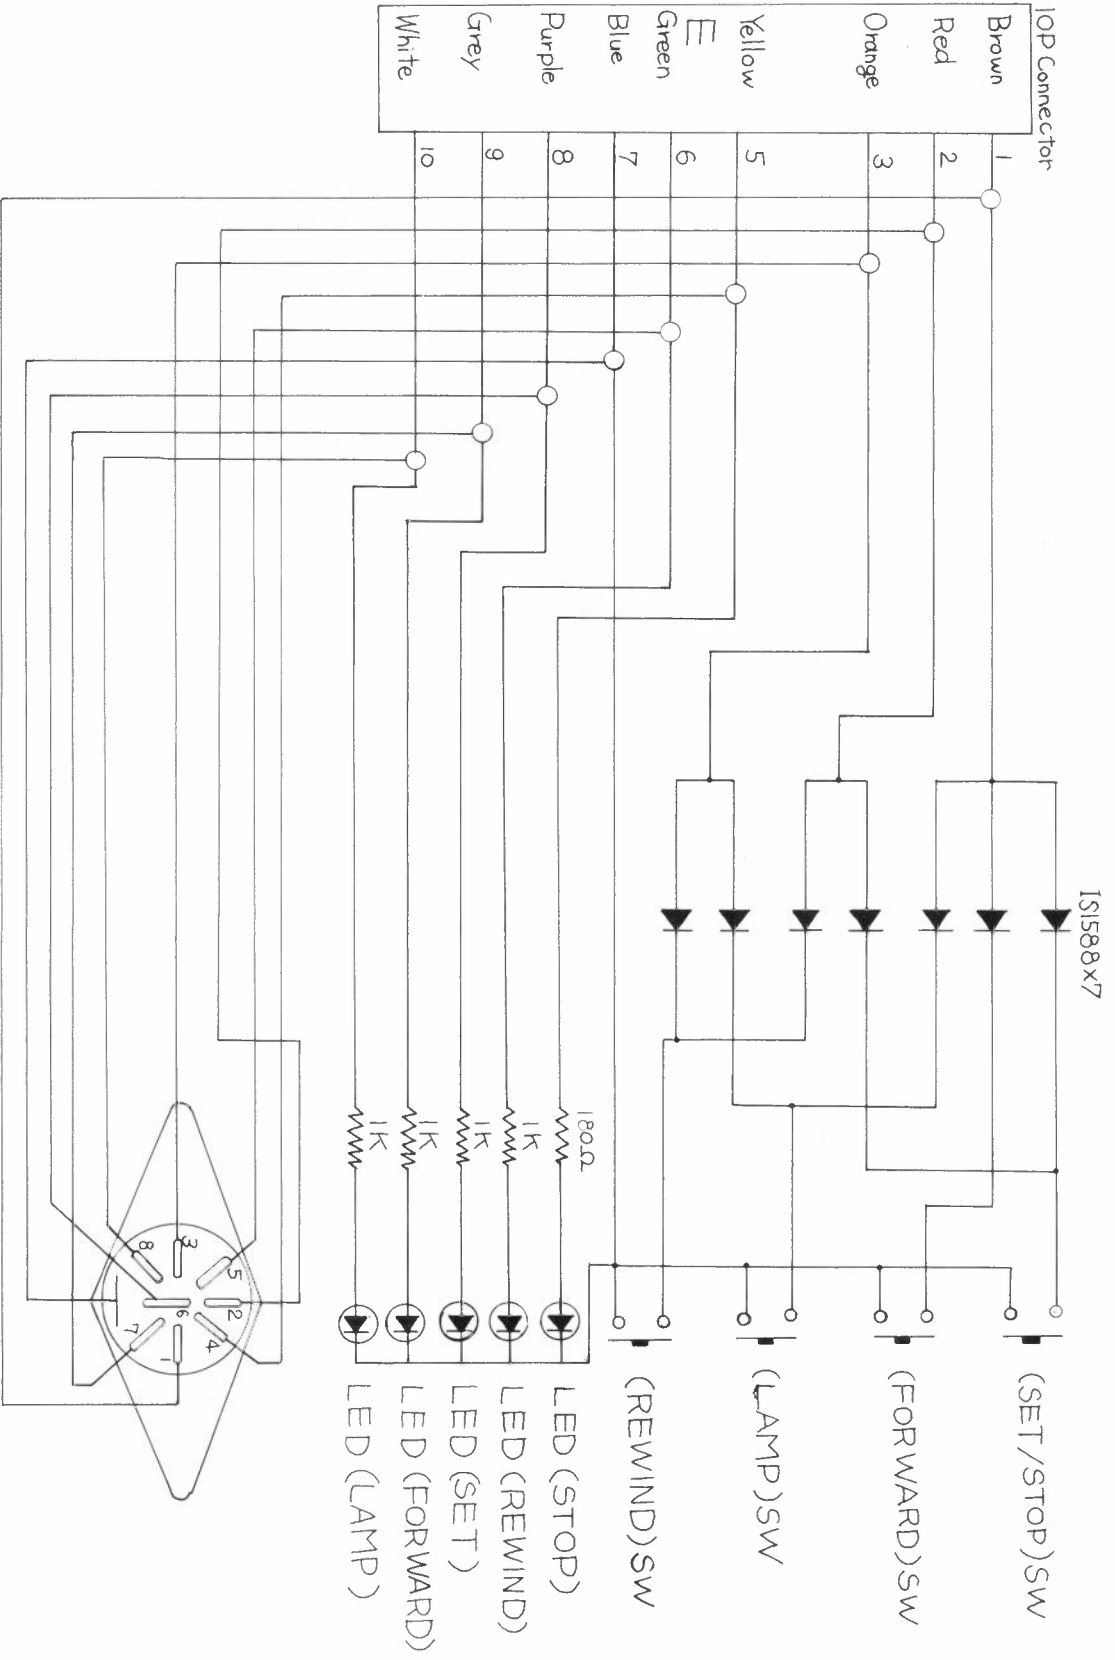 10P Connector
Brown
Red
Orange
Yellow
E
Green
Blue
Purple
Grey
White
1
2
3
5
6
7
8
9
10
IS1588x7
180Ω
1K
1K
1K
1K
(SET/STOP)SW
(FORWARD)SW
(LAMP)SW
(REWIND)SW
LED (STOP)
LED (REWIND)
LED (SET)
LED (FORWARD)
LED (LAMP)
8
3
5
6
2
7
1
4